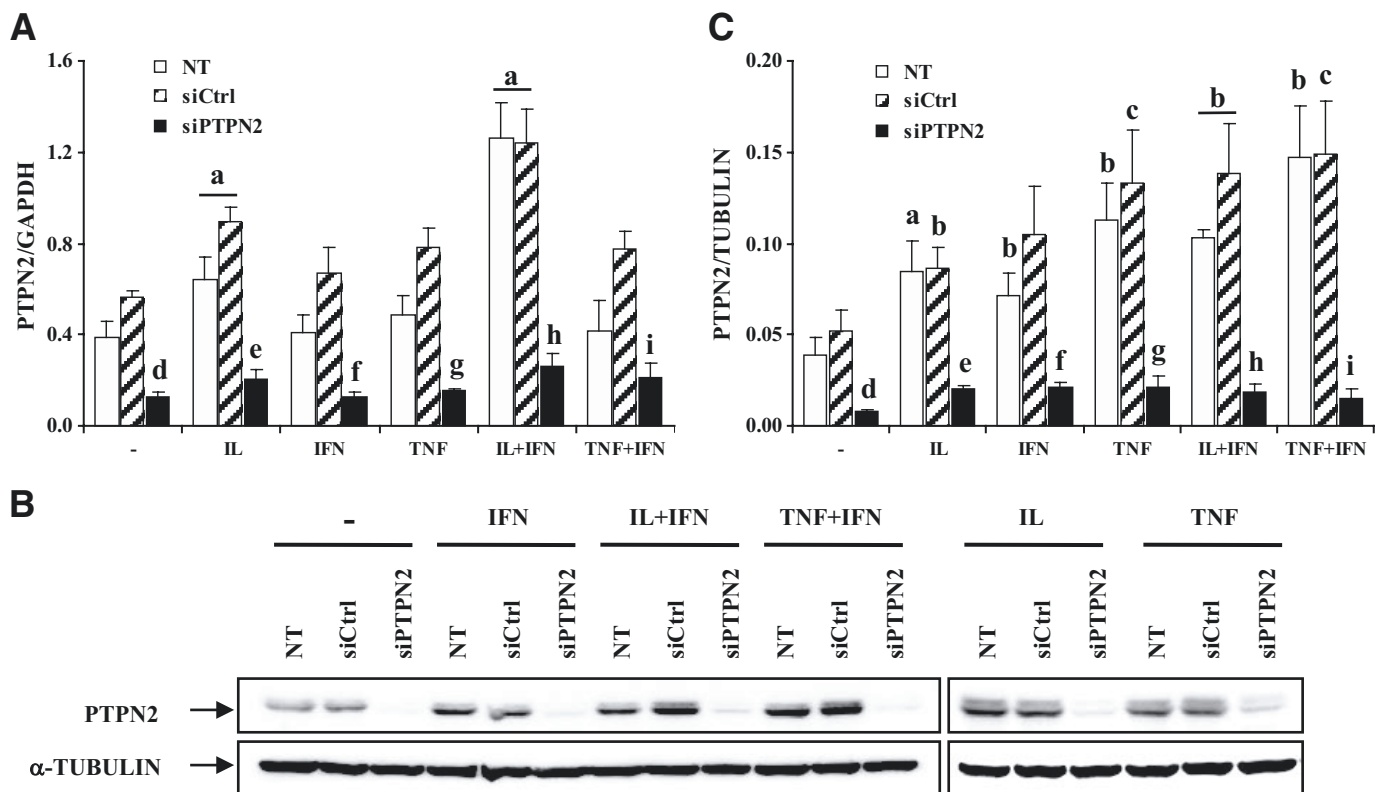 A
1.6
1.2
0.8
0.4
0.0
PTPN2/GAPDH
NT
siCtrl
siPTPN2
a
a
d
e
f
g
h
i
-
IL
IFN
TNF
IL+IFN
TNF+IFN
C
0.20
0.15
0.10
0.05
0.00
PTPN2/TUBULIN
NT
siCtrl
siPTPN2
d
a b
e
b
f
b c
g
b
h
b c
i
-
IL
IFN
TNF
IL+IFN
TNF+IFN
B
- IFN IL+IFN TNF+IFN IL TNF
NT siCtrl siPTPN2 NT siCtrl siPTPN2 NT siCtrl siPTPN2 NT siCtrl siPTPN2 NT siCtrl siPTPN2 NT siCtrl siPTPN2
PTPN2
α-TUBULIN